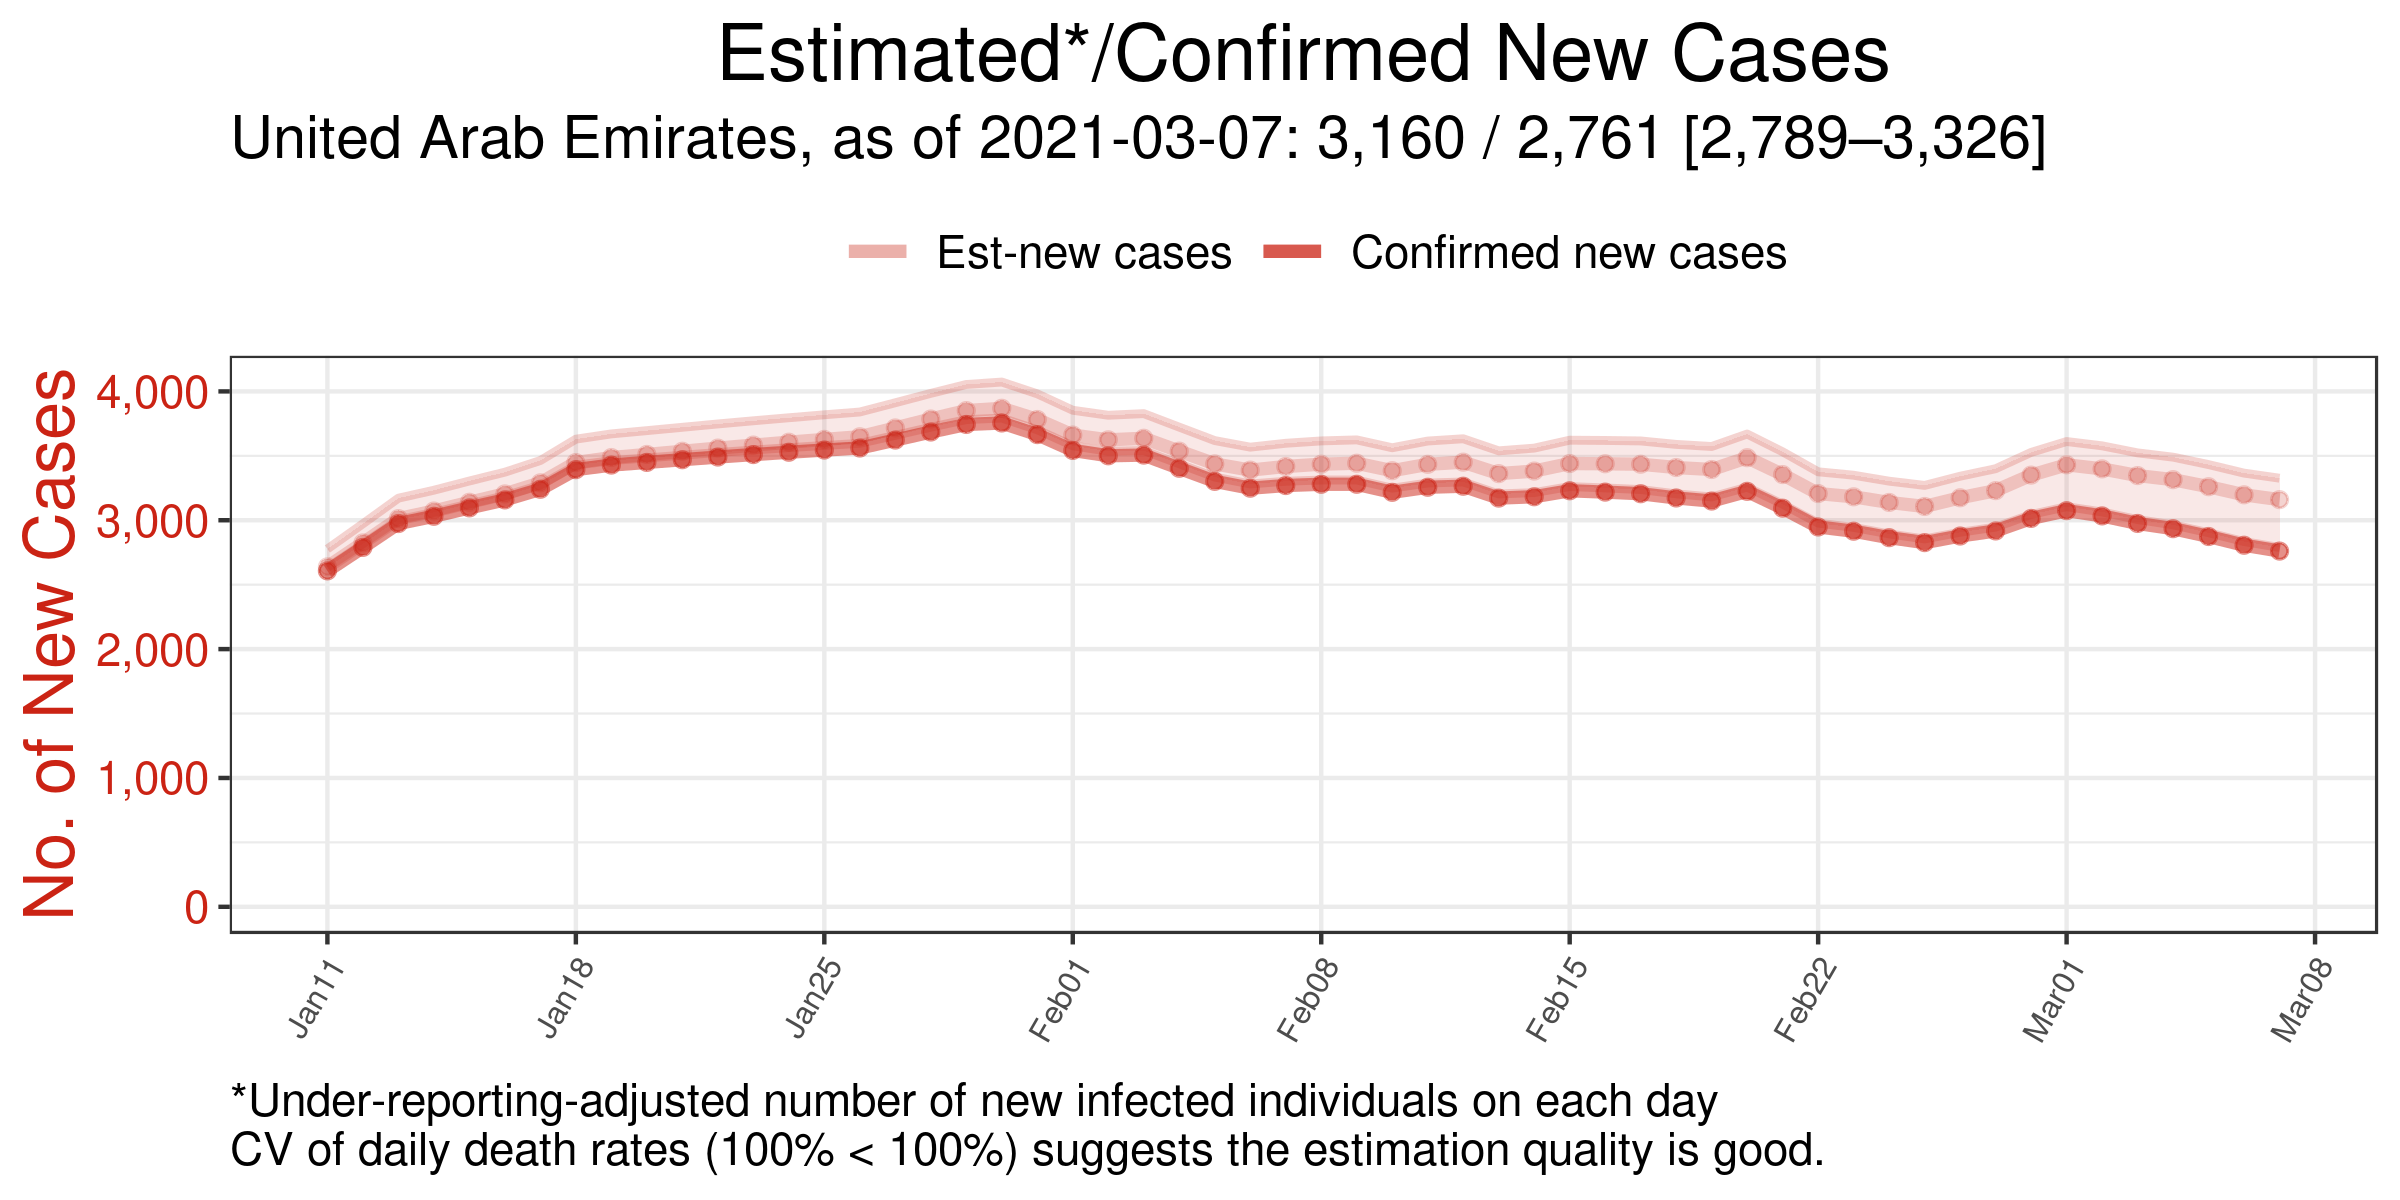 Estimated*/Confirmed New Cases
United Arab Emirates, as of 2021-03-07: 3,160 / 2,761 [2,789–3,326]
Est-new cases
Confirmed new cases
No. of New Cases
4,000
3,000
2,000
1,000
0
Jan11
Jan18
Jan25
Feb01
Feb08
Feb15
Feb22
Mar01
Mar08
*Under-reporting-adjusted number of new infected individuals on each day
CV of daily death rates (100% < 100%) suggests the estimation quality is good.